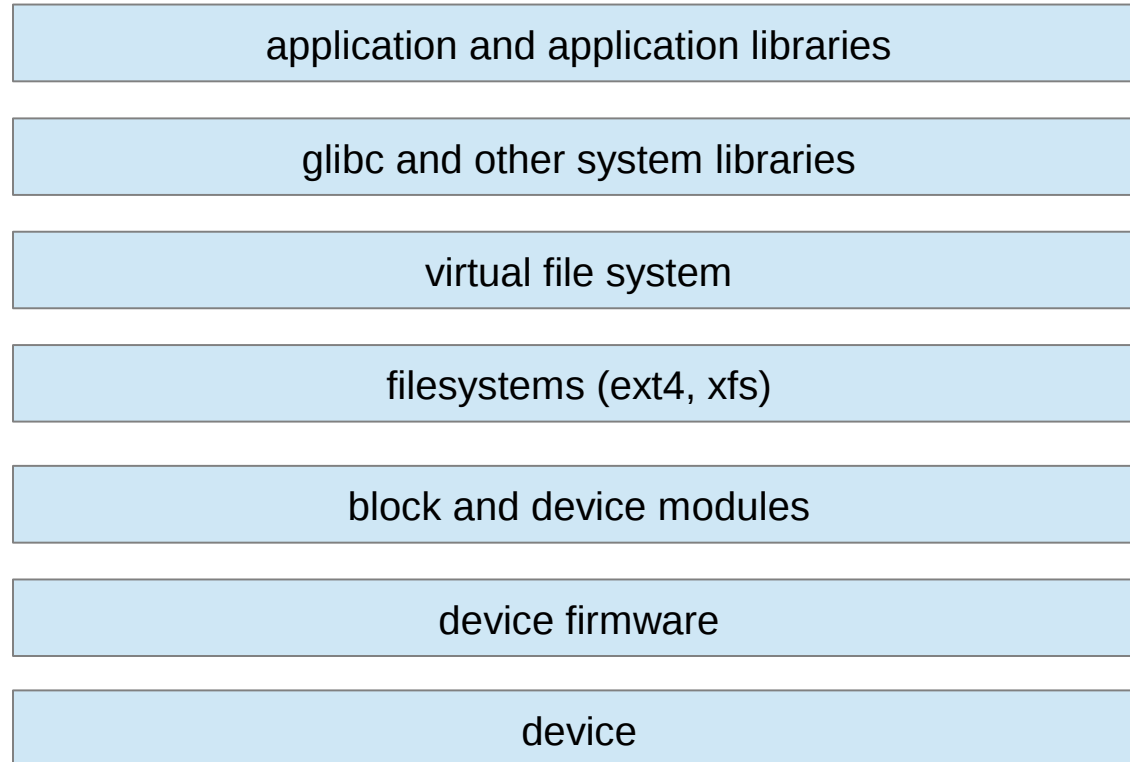 application and application libraries
glibc and other system libraries
virtual file system
filesystems (ext4, xfs)
block and device modules
device firmware
device